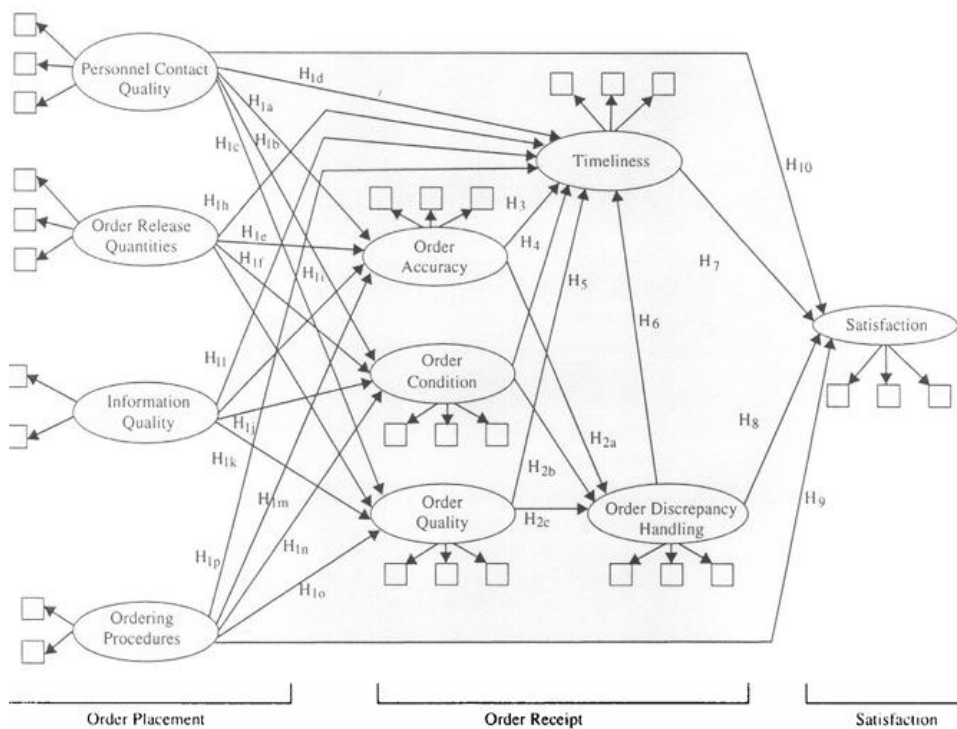 Personnel Contact
Quality
H1d
H1a
H1b
H1c
Timeliness
H10
Order Release
Quantities
H1h
H1e
H1f
H1i
H3
H4
Order
Accuracy
H5
H7
H6
Satisfaction
Order
Condition
H1l
Information
Quality
H1j
H1k
H2a
H8
H2b
H1m
Order
Quality
H2c
Order Discrepancy
Handling
H9
H1n
H1p
H1o
Ordering
Procedures
Order Placement
Order Receipt
Satisfaction